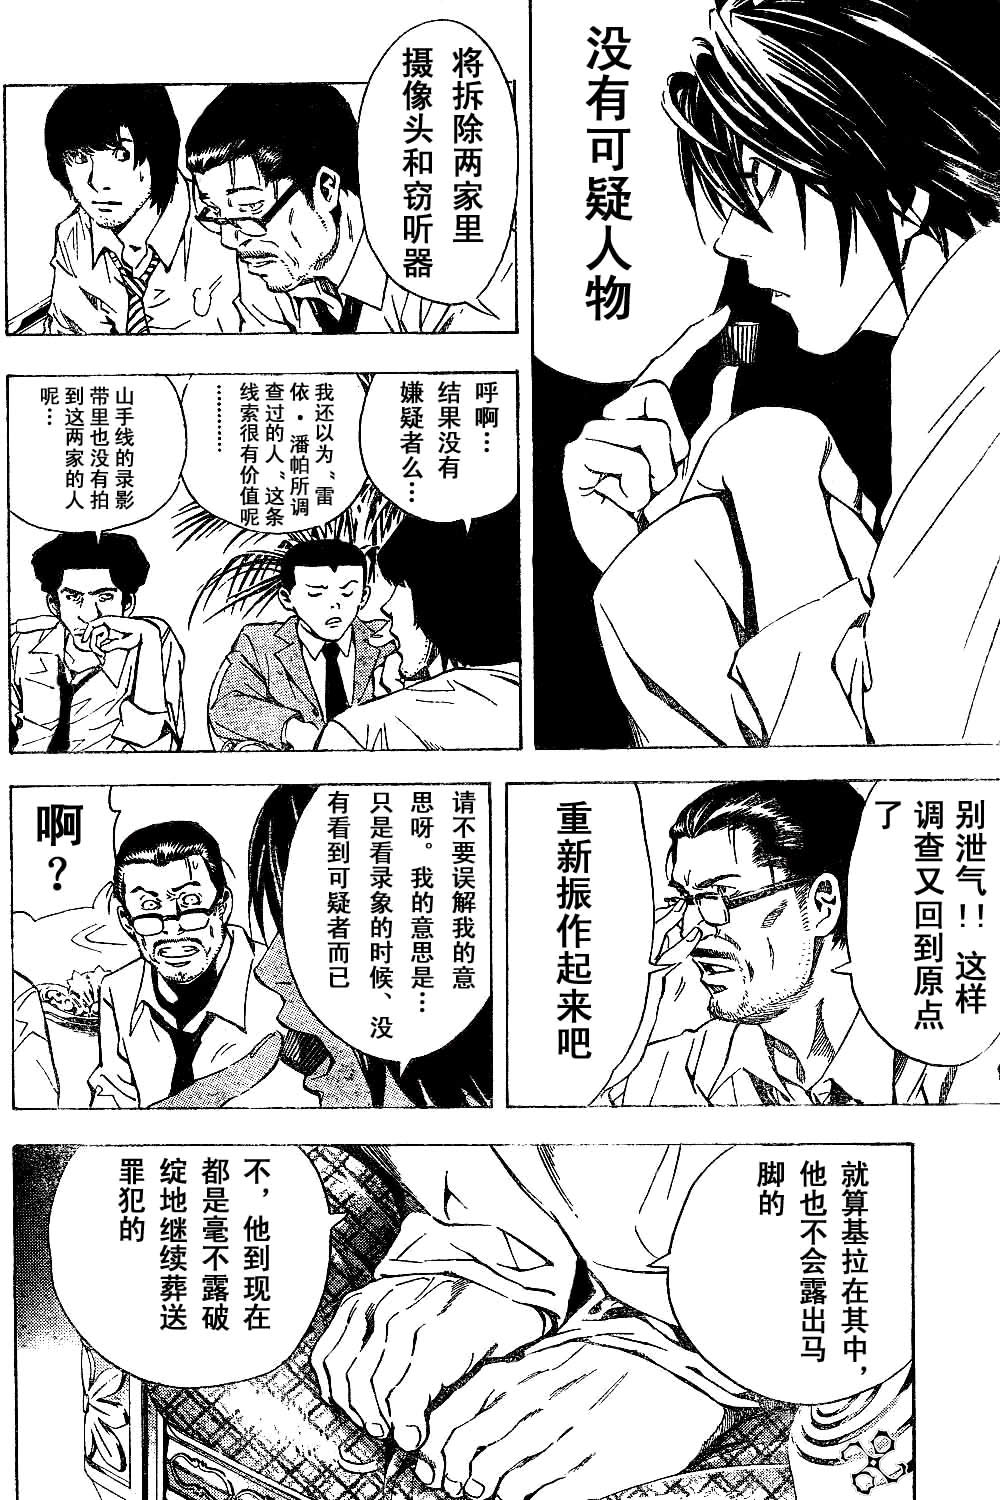 没有可疑人物
将拆除两家里
摄像头和窃听器
呼啊…
结果没有
嫌疑者么…
我还以为“雷
依·潘帕所调
查过的人”这条
线索很有价值呢
………
山手线的录影
带里也没有拍
到这两家的人
呢…
别泄气!!这样
调查又回到原点
了
重新振作起来吧
请不要误解我的意
思呀。我的意思是…
只是看录象的时候、没
有看到可疑者而已
啊?
就算基拉在其中,
他也不会露出马
脚的
不,他到现在
都是毫不露破
绽地继续葬送
罪犯的